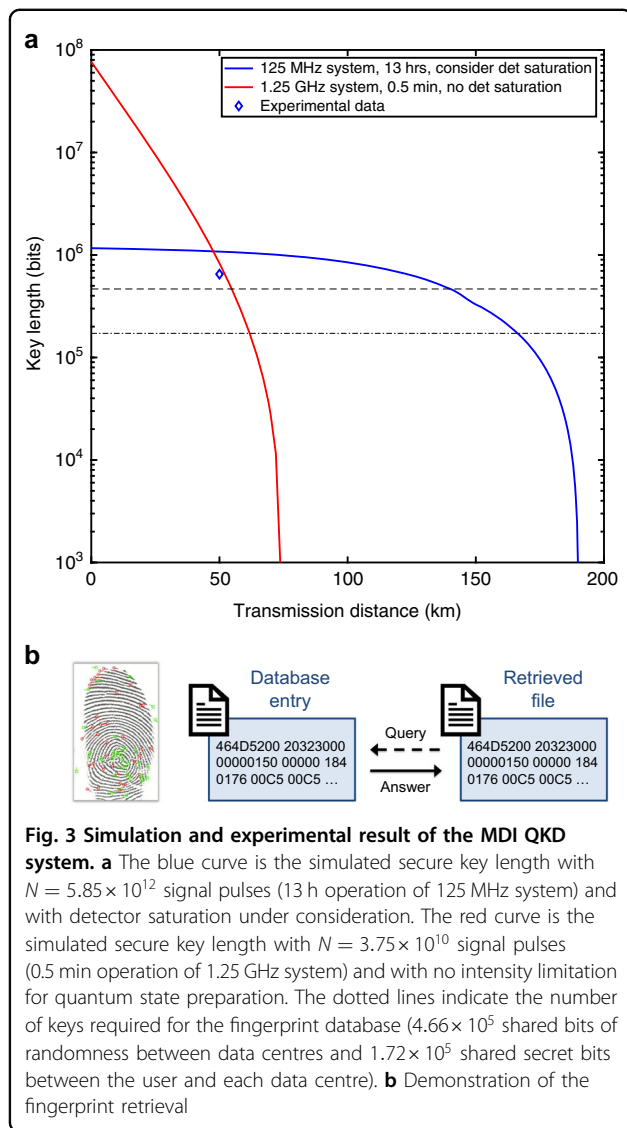 a
10^8
125 MHz system, 13 hrs, consider det saturation
1.25 GHz system, 0.5 min, no det saturation
Experimental data
10^7
10^6
10^5
10^4
10^3
Key length (bits)
0 50 100 150 200
Transmission distance (km)
b
Database entry
464D5200 20323000
00000150 00000 184
0176 00C5 00C5 ...
Query
Answer
Retrieved file
464D5200 20323000
00000150 00000 184
0176 00C5 00C5 ...
Fig. 3 Simulation and experimental result of the MDI QKD
system. a The blue curve is the simulated secure key length with
N = 5.85 × 10^12 signal pulses (13 h operation of 125 MHz system) and
with detector saturation under consideration. The red curve is the
simulated secure key length with N = 3.75 × 10^10 signal pulses
(0.5 min operation of 1.25 GHz system) and with no intensity limitation
for quantum state preparation. The dotted lines indicate the number
of keys required for the fingerprint database (4.66 × 10^5 shared bits of
randomness between data centres and 1.72 × 10^5 shared secret bits
between the user and each data centre). b Demonstration of the
fingerprint retrieval